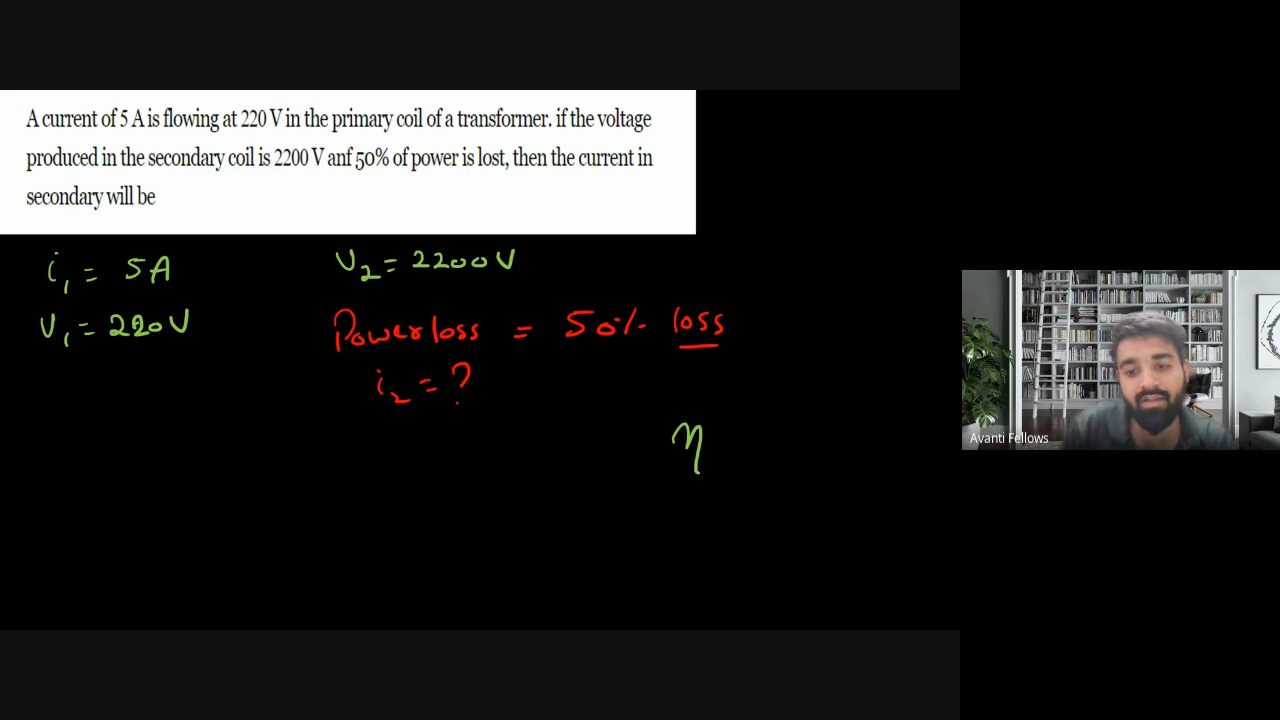 A current of 5 A is flowing at 220 V in the primary coil of a transformer. if the voltage
produced in the secondary coil is 2200 V anf 50% of power is lost, then the current in
secondary will be
i₁ = 5A
V₂ = 2200V
V₁ = 220V
Power loss = 50% loss
i₂ = ?
η
Avanti Fellows